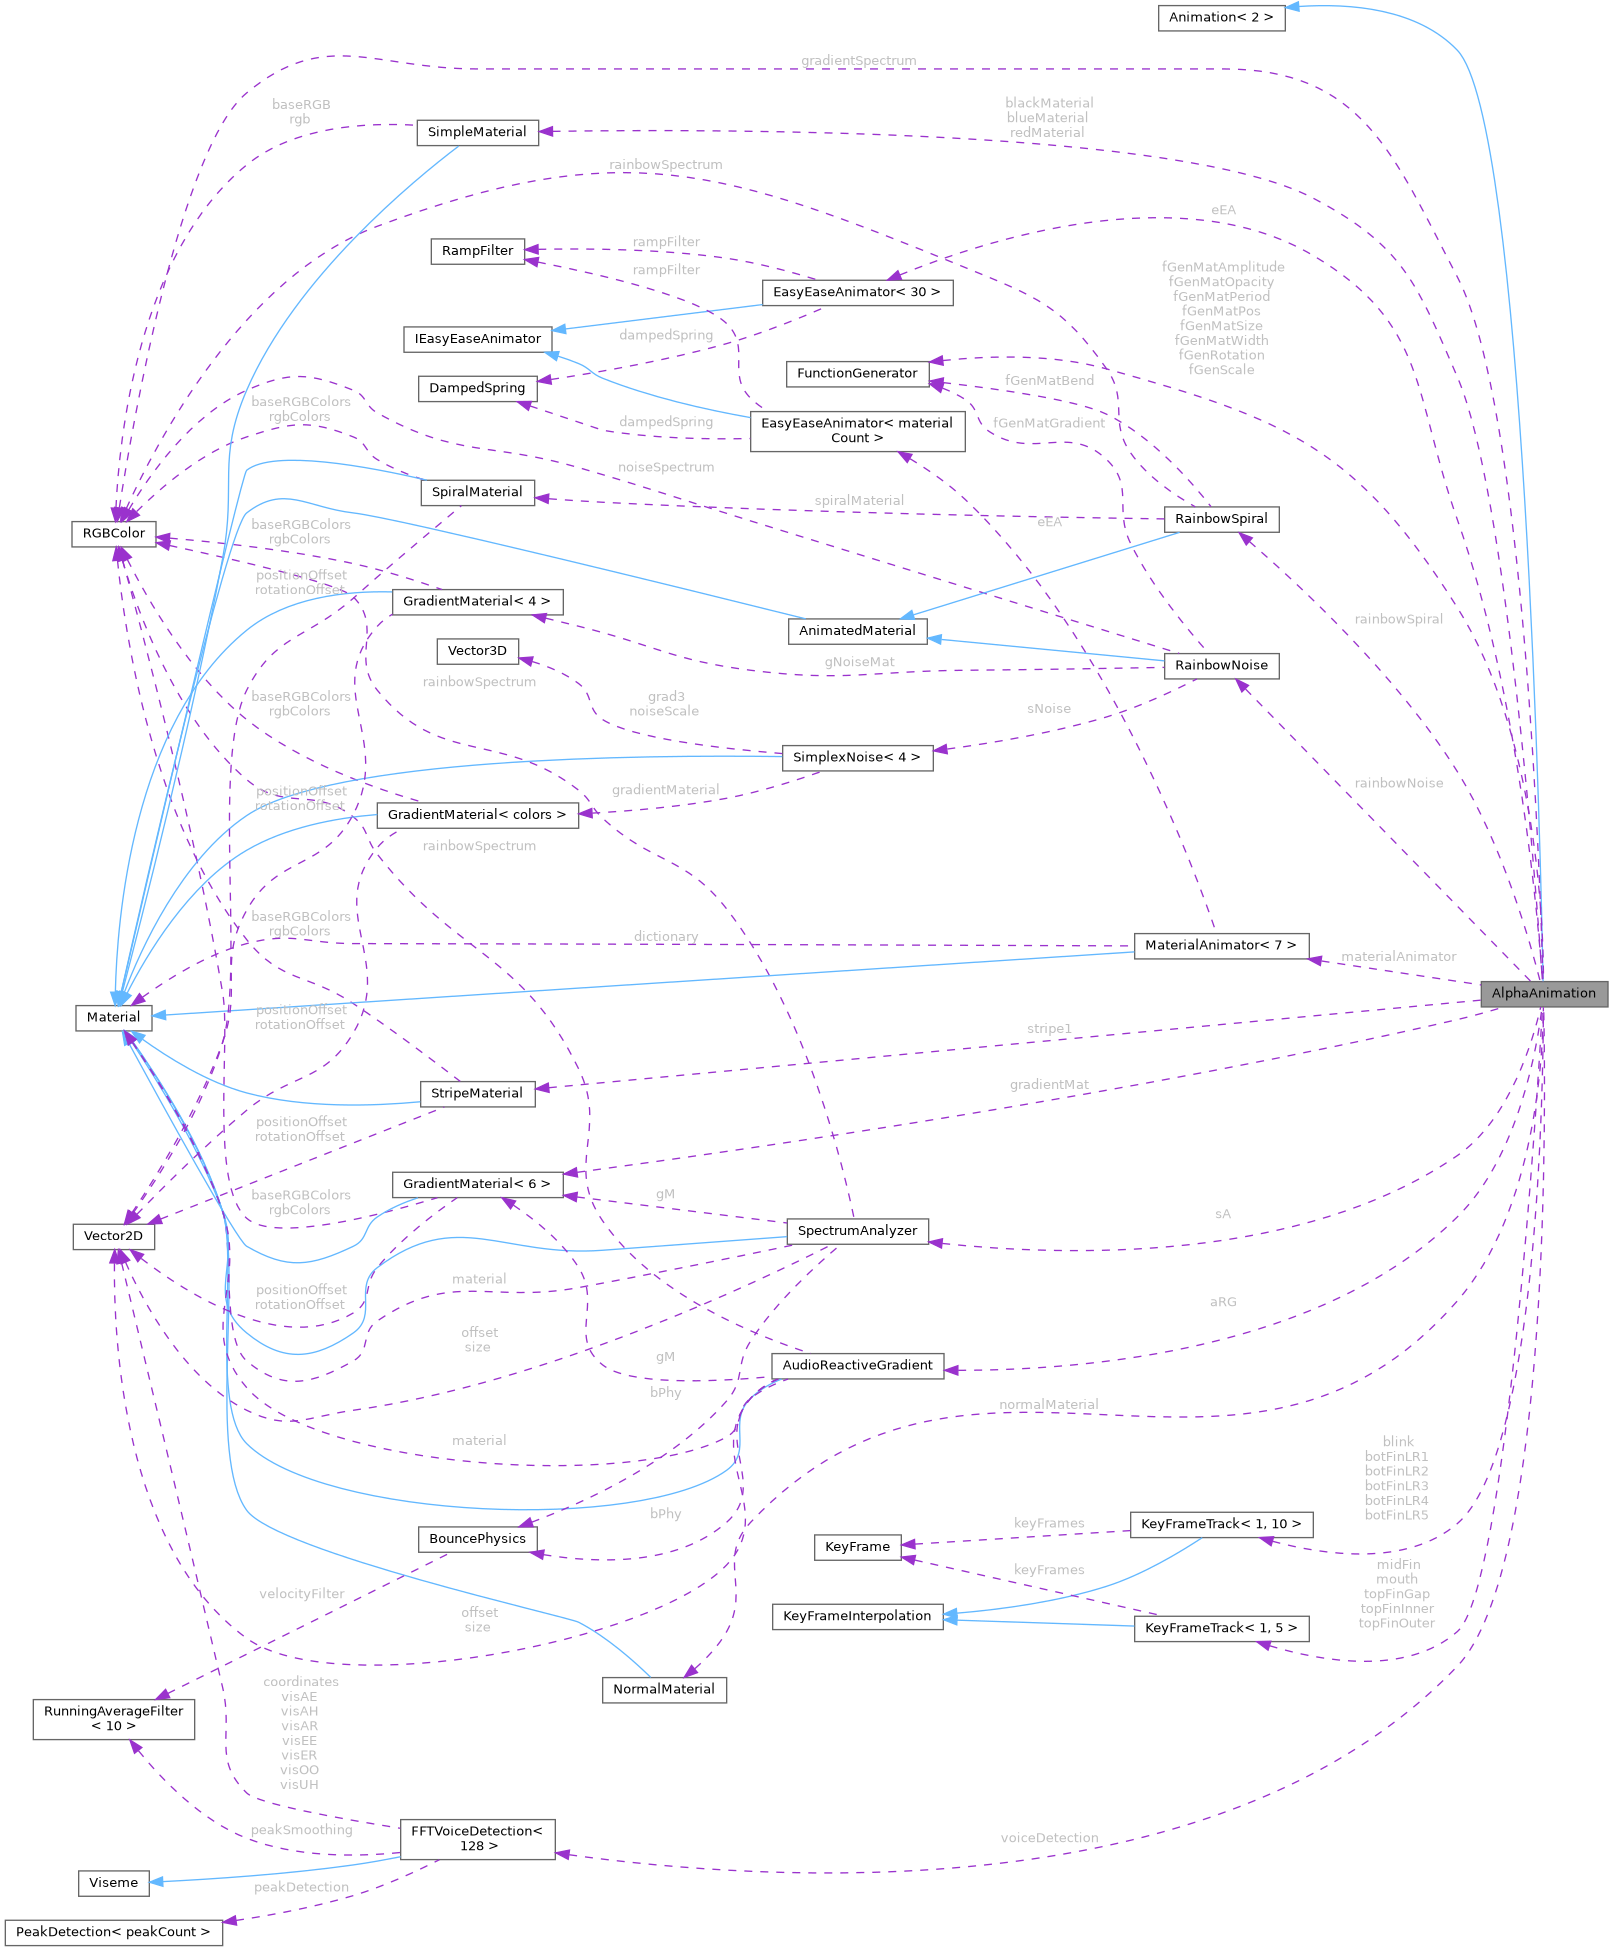 Animation< 2 >
gradientSpectrum
baseRGB
rgb
blackMaterial
blueMaterial
redMaterial
SimpleMaterial
rainbowSpectrum
eEA
rampFilter
RampFilter
rampFilter
fGenMatAmplitude
fGenMatOpacity
fGenMatPeriod
fGenMatPos
fGenMatSize
fGenMatWidth
fGenRotation
fGenScale
EasyEaseAnimator< 30 >
IEasyEaseAnimator
dampedSpring
FunctionGenerator
fGenMatBend
DampedSpring
baseRGBColors
rgbColors
dampedSpring
EasyEaseAnimator< material
Count >
fGenMatGradient
noiseSpectrum
SpiralMaterial
spiralMaterial
RainbowSpiral
eEA
RGBColor
baseRGBColors
rgbColors
positionOffset
rotationOffset
GradientMaterial< 4 >
rainbowSpiral
AnimatedMaterial
Vector3D
gNoiseMat
RainbowNoise
rainbowSpectrum
baseRGBColors
rgbColors
grad3
noiseScale
sNoise
SimplexNoise< 4 >
rainbowNoise
positionOffset
rotationOffset
gradientMaterial
GradientMaterial< colors >
rainbowSpectrum
baseRGBColors
rgbColors
dictionary
MaterialAnimator< 7 >
materialAnimator
AlphaAnimation
Material
positionOffset
rotationOffset
stripe1
StripeMaterial
gradientMat
positionOffset
rotationOffset
GradientMaterial< 6 >
baseRGBColors
rgbColors
gM
sA
Vector2D
SpectrumAnalyzer
positionOffset
rotationOffset
material
aRG
offset
size
gM
AudioReactiveGradient
bPhy
normalMaterial
material
blink
botFinLR1
botFinLR2
botFinLR3
botFinLR4
botFinLR5
bPhy
BouncePhysics
keyFrames
KeyFrameTrack< 1, 10 >
KeyFrame
keyFrames
midFin
mouth
topFinGap
topFinInner
topFinOuter
velocityFilter
offset
size
KeyFrameInterpolation
KeyFrameTrack< 1, 5 >
NormalMaterial
RunningAverageFilter
< 10 >
coordinates
visAE
visAH
visAR
visEE
visER
visOO
visUH
peakSmoothing
FFTVoiceDetection<
128 >
voiceDetection
Viseme
peakDetection
PeakDetection< peakCount >